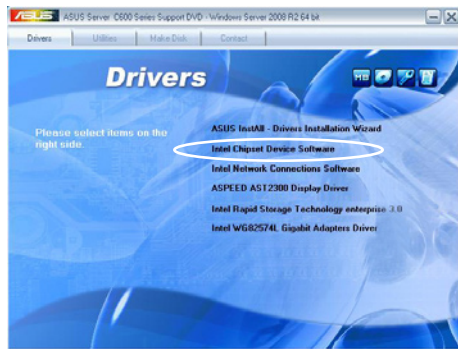 ASUS Server C600 Series Support DVD - Windows Server 2008 R2 64 bit
Drivers
Utilities
Make Disk
Contact
Drivers
Please select items on the
right side.
ASUS InstAll - Drivers Installation Wizard
Intel Chipset Device Software
Intel Network Connections Software
ASPEED AST2300 Display Driver
Intel Rapid Storage Technology enterprise 3.0
Intel WG82574L Gigabit Adapters Driver